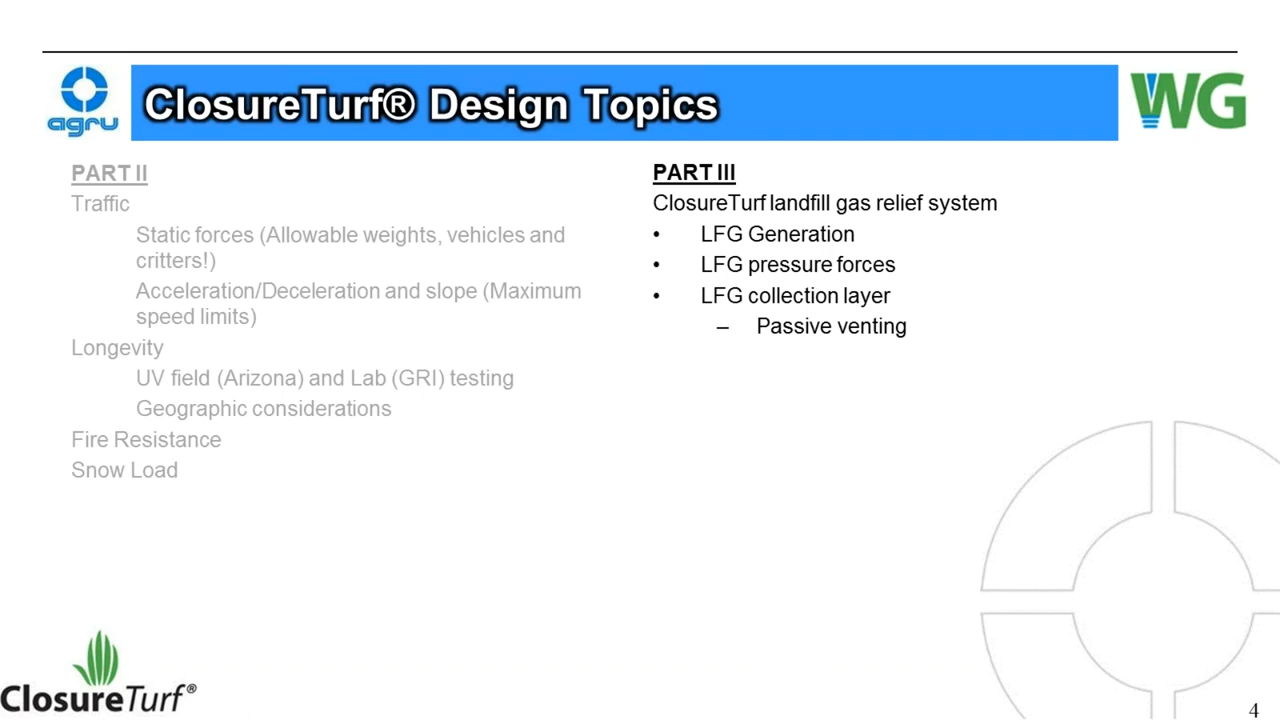 agru
ClosureTurf® Design Topics
WG
PART II
Traffic
Static forces (Allowable weights, vehicles and
critters!)
Acceleration/Deceleration and slope (Maximum
speed limits)
Longevity
UV field (Arizona) and Lab (GRI) testing
Geographic considerations
Fire Resistance
Snow Load
PART III
ClosureTurf landfill gas relief system
• LFG Generation
• LFG pressure forces
• LFG collection layer
– Passive venting
ClosureTurf®
4